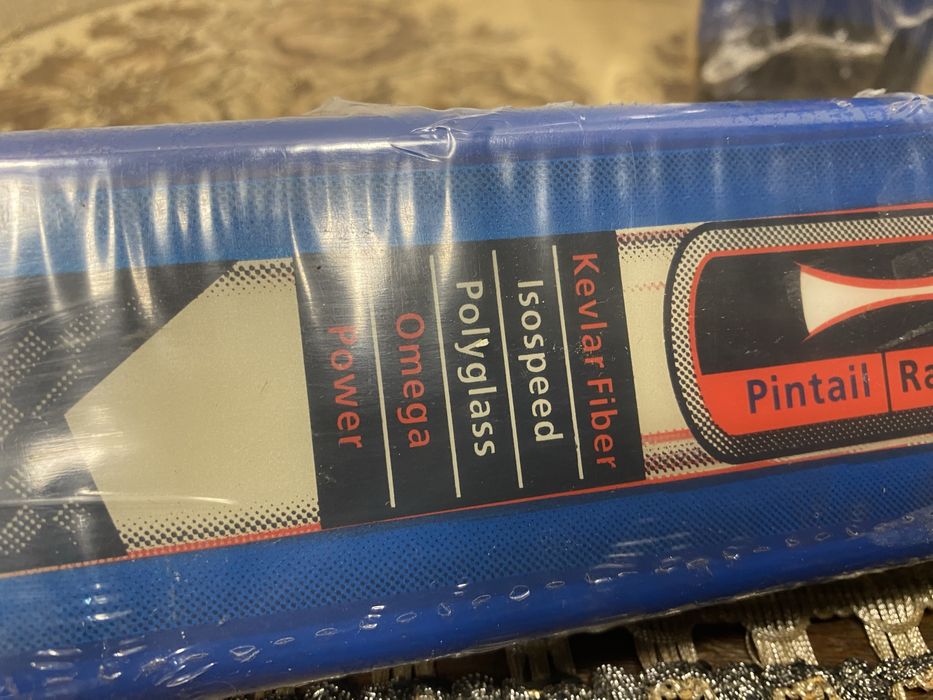 Kevlar Fiber
Isospeed
Polyglass
Omega
Power
Pintail